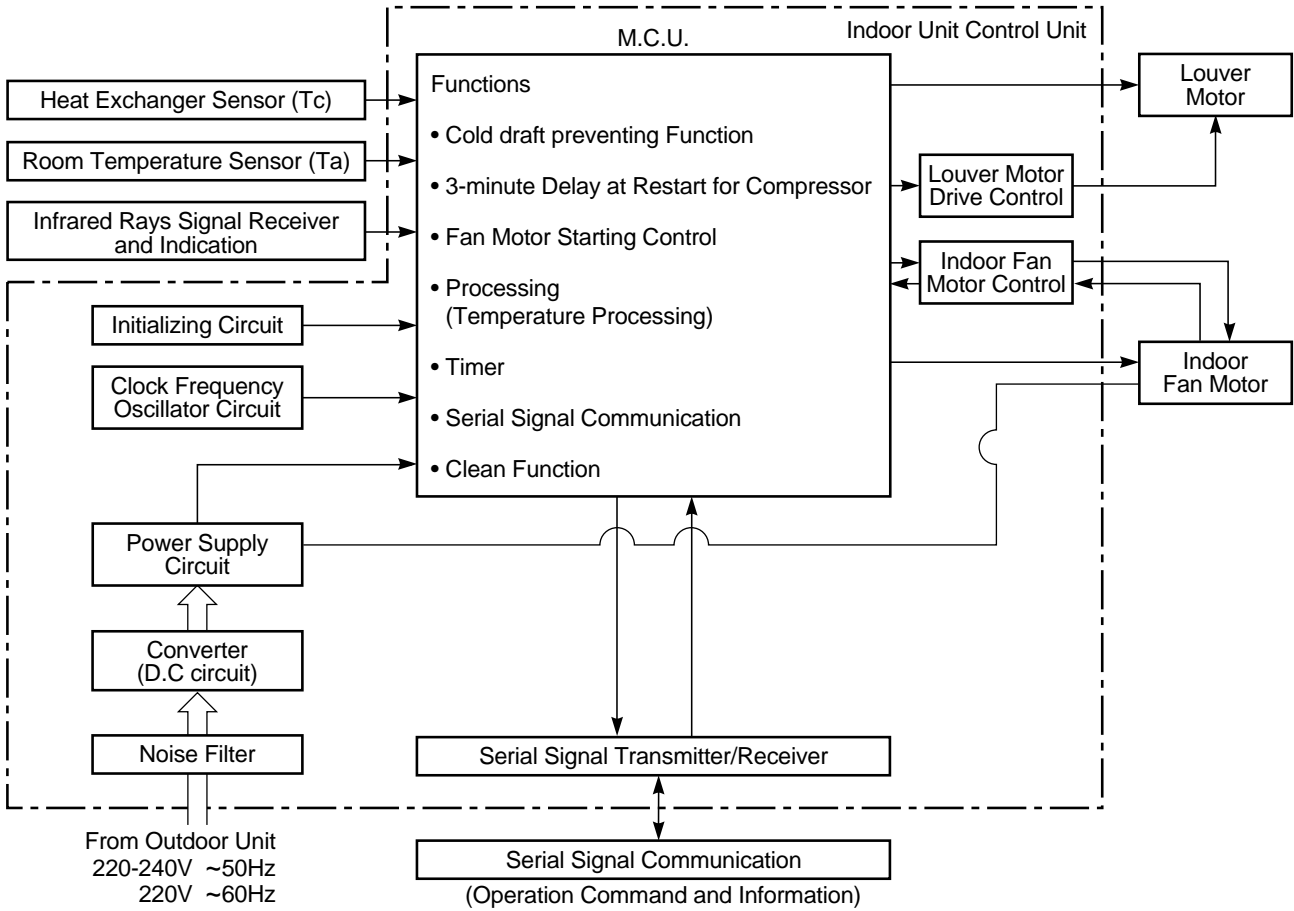 Indoor Unit Control Unit
M.C.U.
Heat Exchanger Sensor (Tc)
Room Temperature Sensor (Ta)
Infrared Rays Signal Receiver
and Indication
Initializing Circuit
Clock Frequency
Oscillator Circuit
Power Supply
Circuit
Converter
(D.C circuit)
Noise Filter
From Outdoor Unit
220-240V ~50Hz
220V ~60Hz
Functions
• Cold draft preventing Function
• 3-minute Delay at Restart for Compressor
• Fan Motor Starting Control
• Processing
(Temperature Processing)
• Timer
• Serial Signal Communication
• Clean Function
Louver
Motor
Louver Motor
Drive Control
Indoor Fan
Motor Control
Indoor
Fan Motor
Serial Signal Transmitter/Receiver
Serial Signal Communication
(Operation Command and Information)